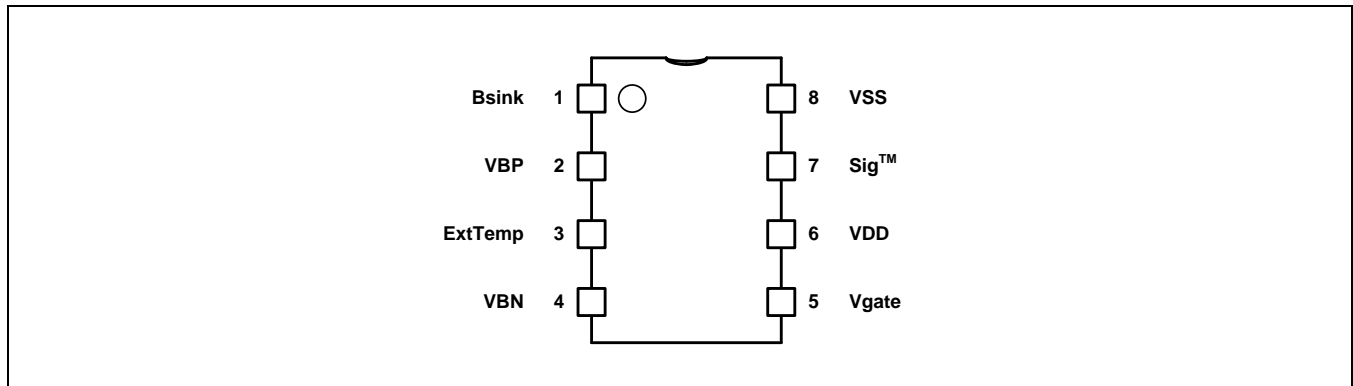 Bsink 1 8 VSS
VBP 2 7 Sig™
ExtTemp 3 6 VDD
VBN 4 5 Vgate